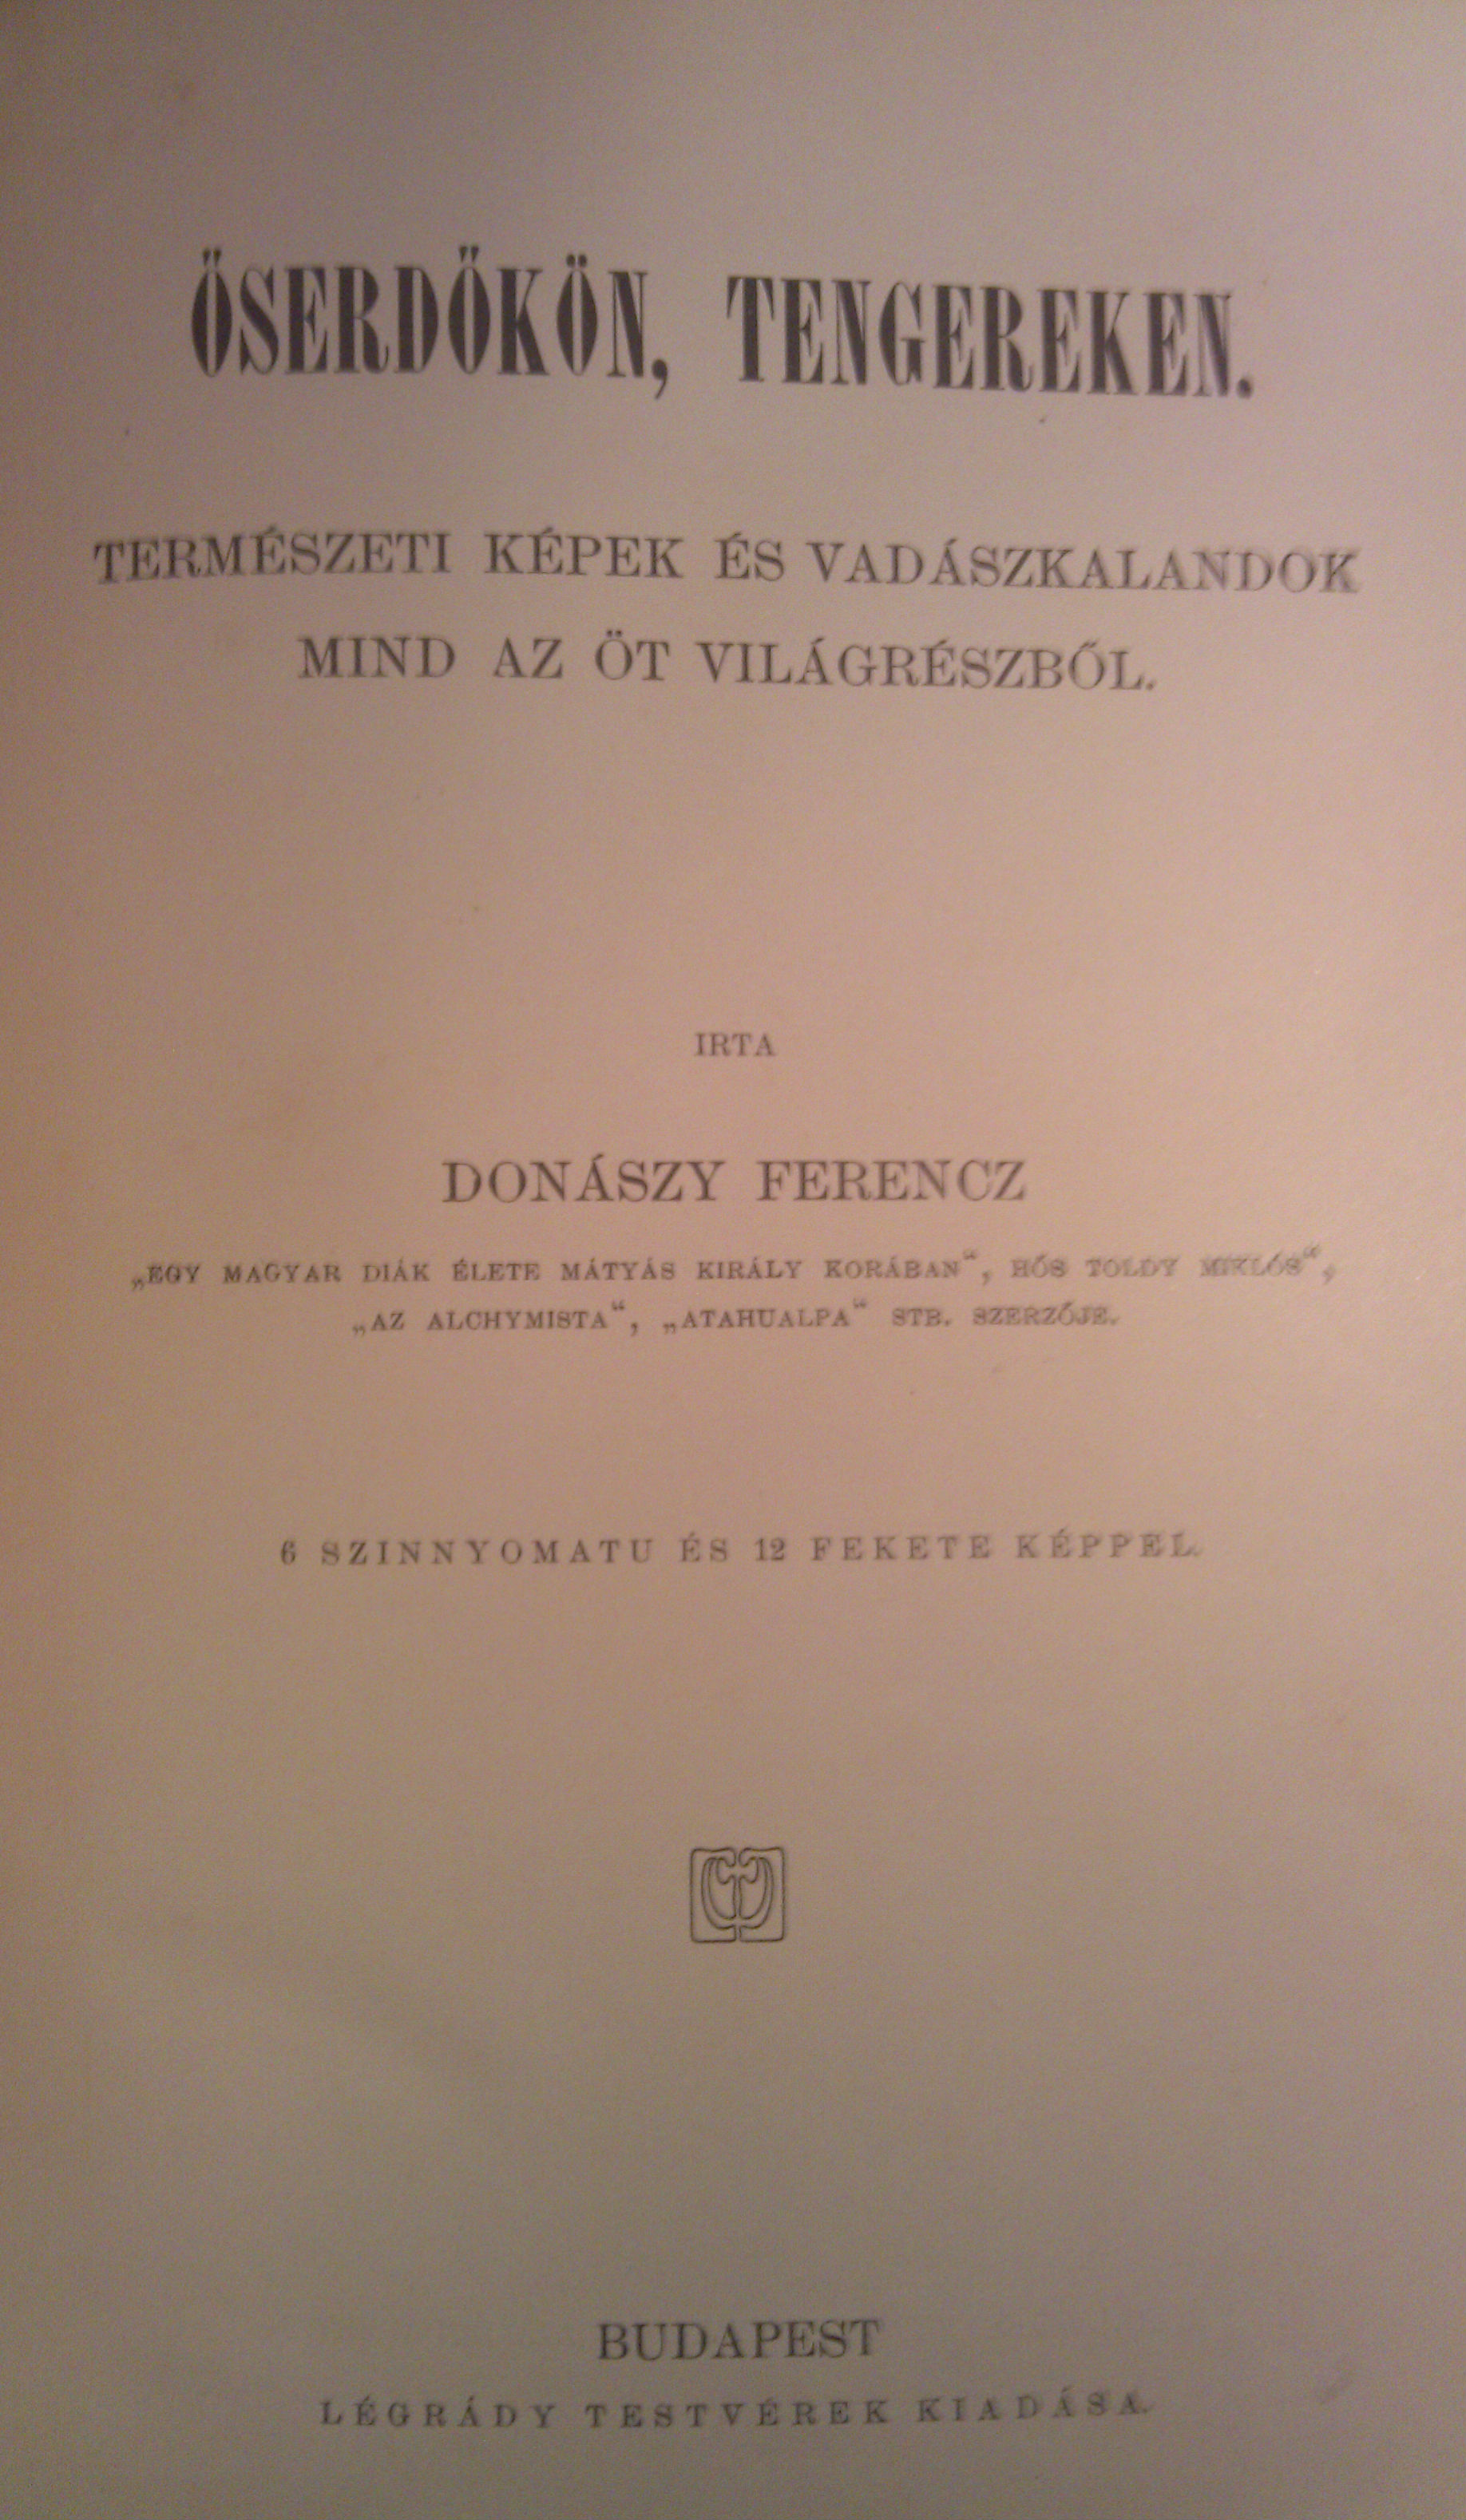 ŐSERDŐKÖN, TENGEREKEN.
TERMÉSZETI KÉPEK ÉS VADÁSZKALANDOK
MIND AZ ÖT VILÁGRÉSZBŐL.
IRTA
DONÁSZY FERENCZ
„EGY MAGYAR DIÁK ÉLETE MÁTYÁS KIRÁLY KORÁBAN“, HŐS TOLDY MIKLÓS“,
„AZ ALCHYMISTA“, „ATAHUALPA“ STB. SZERZŐJE.
6 SZINNYOMATU ÉS 12 FEKETE KÉPPEL.
BUDAPEST
LÉGRÁDY TESTVÉREK KIADÁSA.